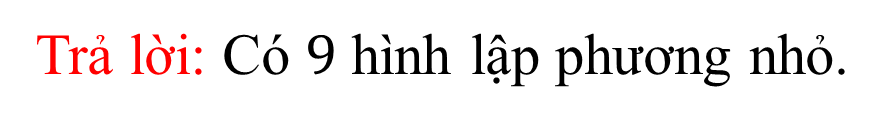 Trả lời: Có 9 hình lập phương nhỏ.